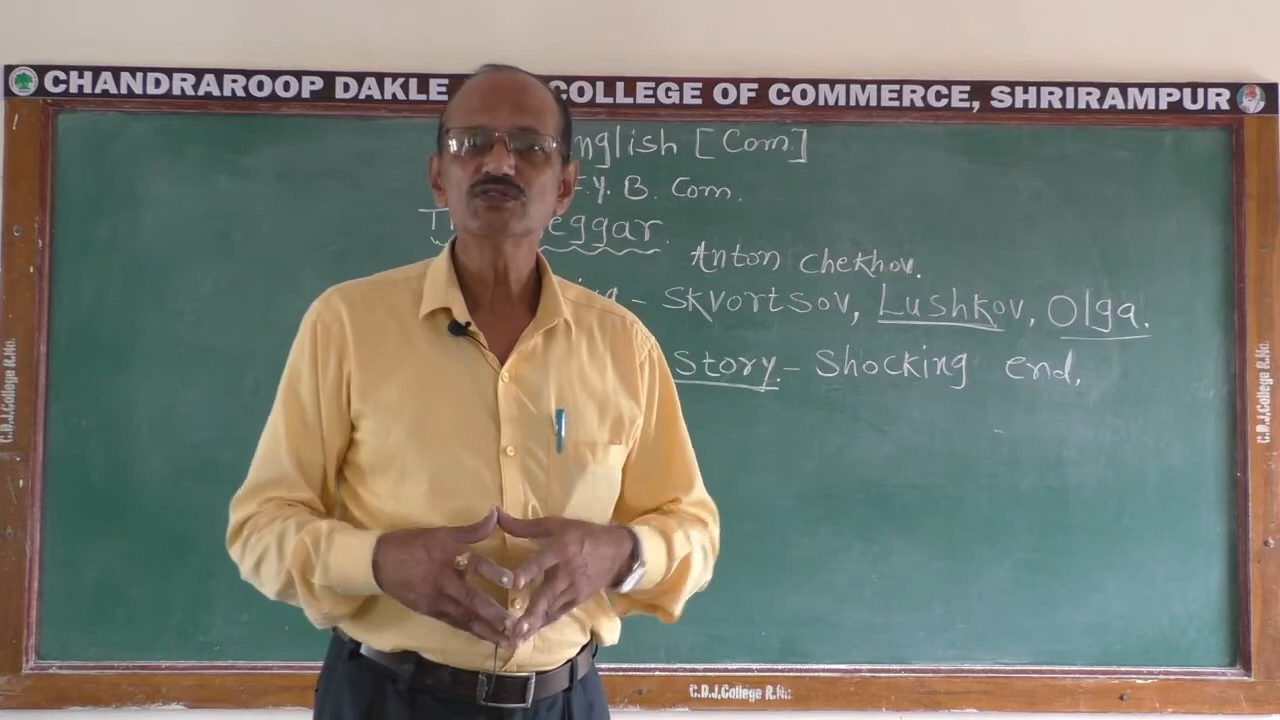 CHANDRAROOP DAKLE COLLEGE OF COMMERCE, SHRIRAMPUR
nglish [Com.]
F.Y. B. Com.
T eggar.
Anton Chekhov.
ing - Skvortsov, Lushkov, Olga.
Story. - Shocking end.
C.D.J.College R.No.
C.D.J.College R.No.
C.D.J.College R.No.